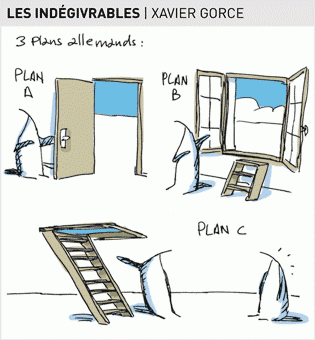 LES INDÉGIVRABLES | XAVIER GORCE
3 Plans allemands :
PLAN
A
PLAN
B
PLAN C